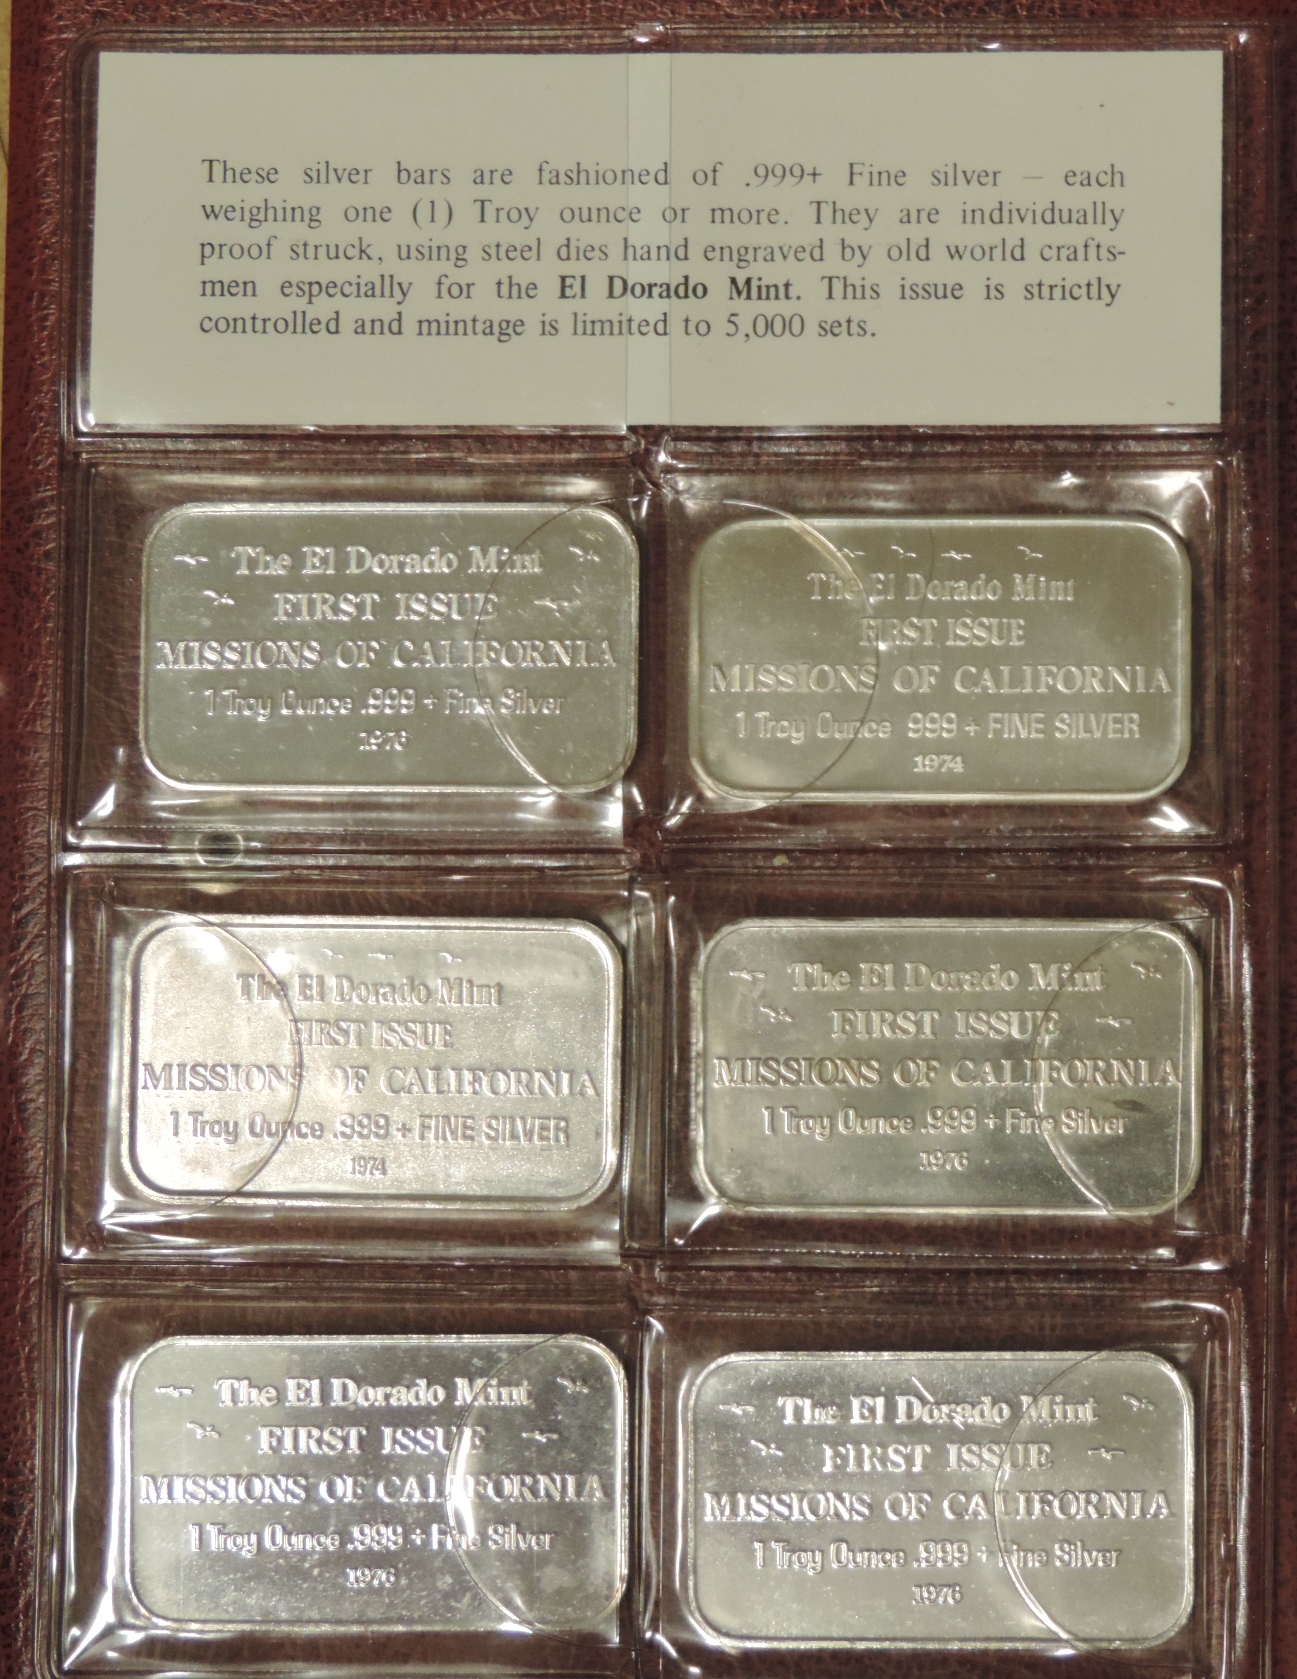 These silver bars are fashioned of .999+ Fine silver – each
weighing one (1) Troy ounce or more. They are individually
proof struck, using steel dies hand engraved by old world crafts-
men especially for the El Dorado Mint. This issue is strictly
controlled and mintage is limited to 5,000 sets.
The El Dorado Mint
FIRST ISSUE
MISSIONS OF CALIFORNIA
1 Troy Ounce .999 + Fine Silver
1976
The El Dorado Mint
FIRST ISSUE
MISSIONS OF CALIFORNIA
1 Troy Ounce 999 + FINE SILVER
1974
The El Dorado Mint
FIRST ISSUE
MISSIONS OF CALIFORNIA
1 Troy Ounce .999 + FINE SILVER
1974
The El Dorado Mint
FIRST ISSUE
MISSIONS OF CALIFORNIA
1 Troy Ounce .999 + Fine Silver
1976
The El Dorado Mint
FIRST ISSUE
MISSIONS OF CALIFORNIA
1 Troy Ounce .999 + Fine Silver
1976
The El Dorado Mint
FIRST ISSUE
MISSIONS OF CALIFORNIA
1 Troy Ounce .999 + Fine Silver
1976